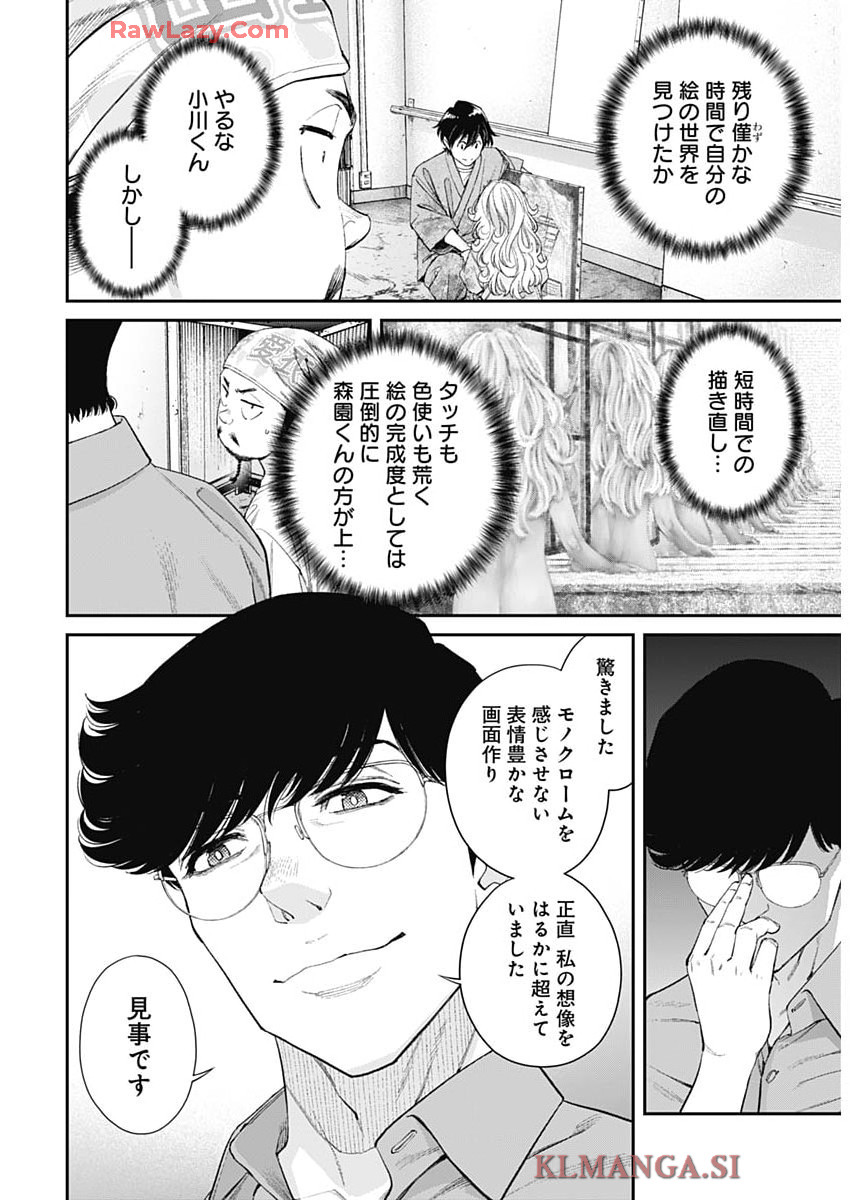 RawLazy.Com
残り僅かな
わず
時間で自分の
絵の世界を
見つけたか
やるな
小川くん
しかし──
短時間での
描き直し…
タッチも
色使いも荒く
絵の完成度としては
圧倒的に
森園くんの方が上…
驚きました
モノクロームを
感じさせない
表情豊かな
画面作り
正直 私の想像を
はるかに超えて
いました
見事です
KLMANGA.SI